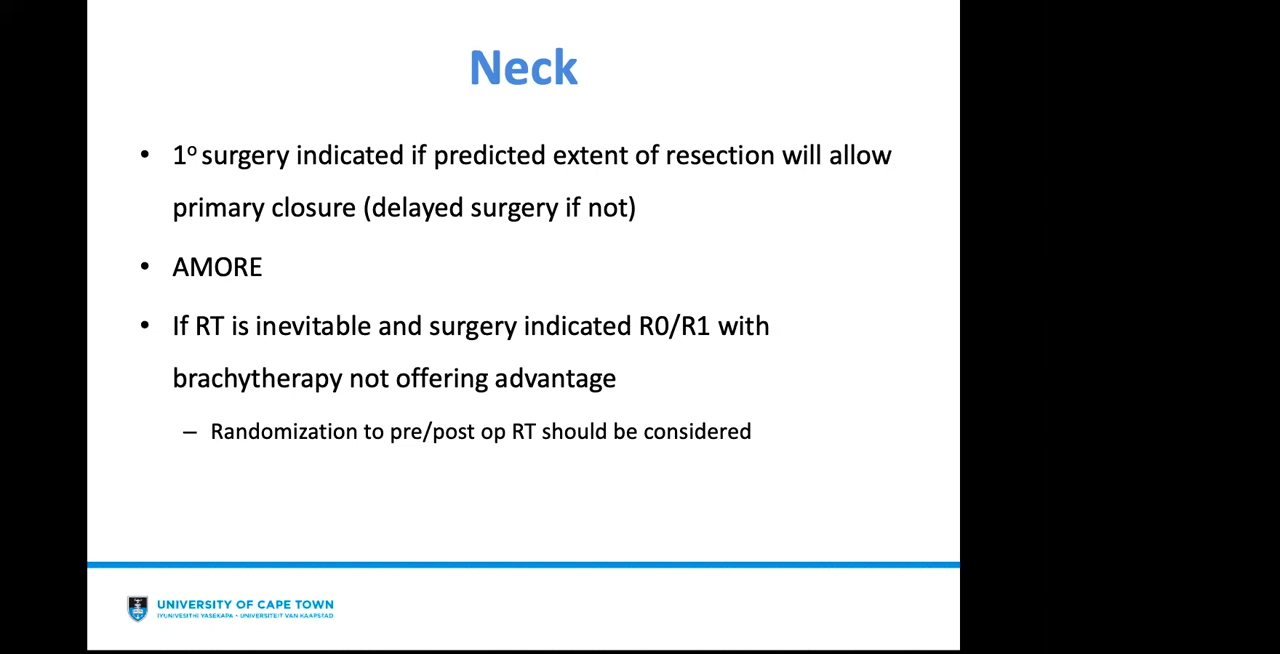 Neck
• 1º surgery indicated if predicted extent of resection will allow
primary closure (delayed surgery if not)
• AMORE
• If RT is inevitable and surgery indicated R0/R1 with
brachytherapy not offering advantage
– Randomization to pre/post op RT should be considered
UNIVERSITY OF CAPE TOWN
IYUNIVESITHI YASEKAPA • UNIVERSITEIT VAN KAAPSTAD